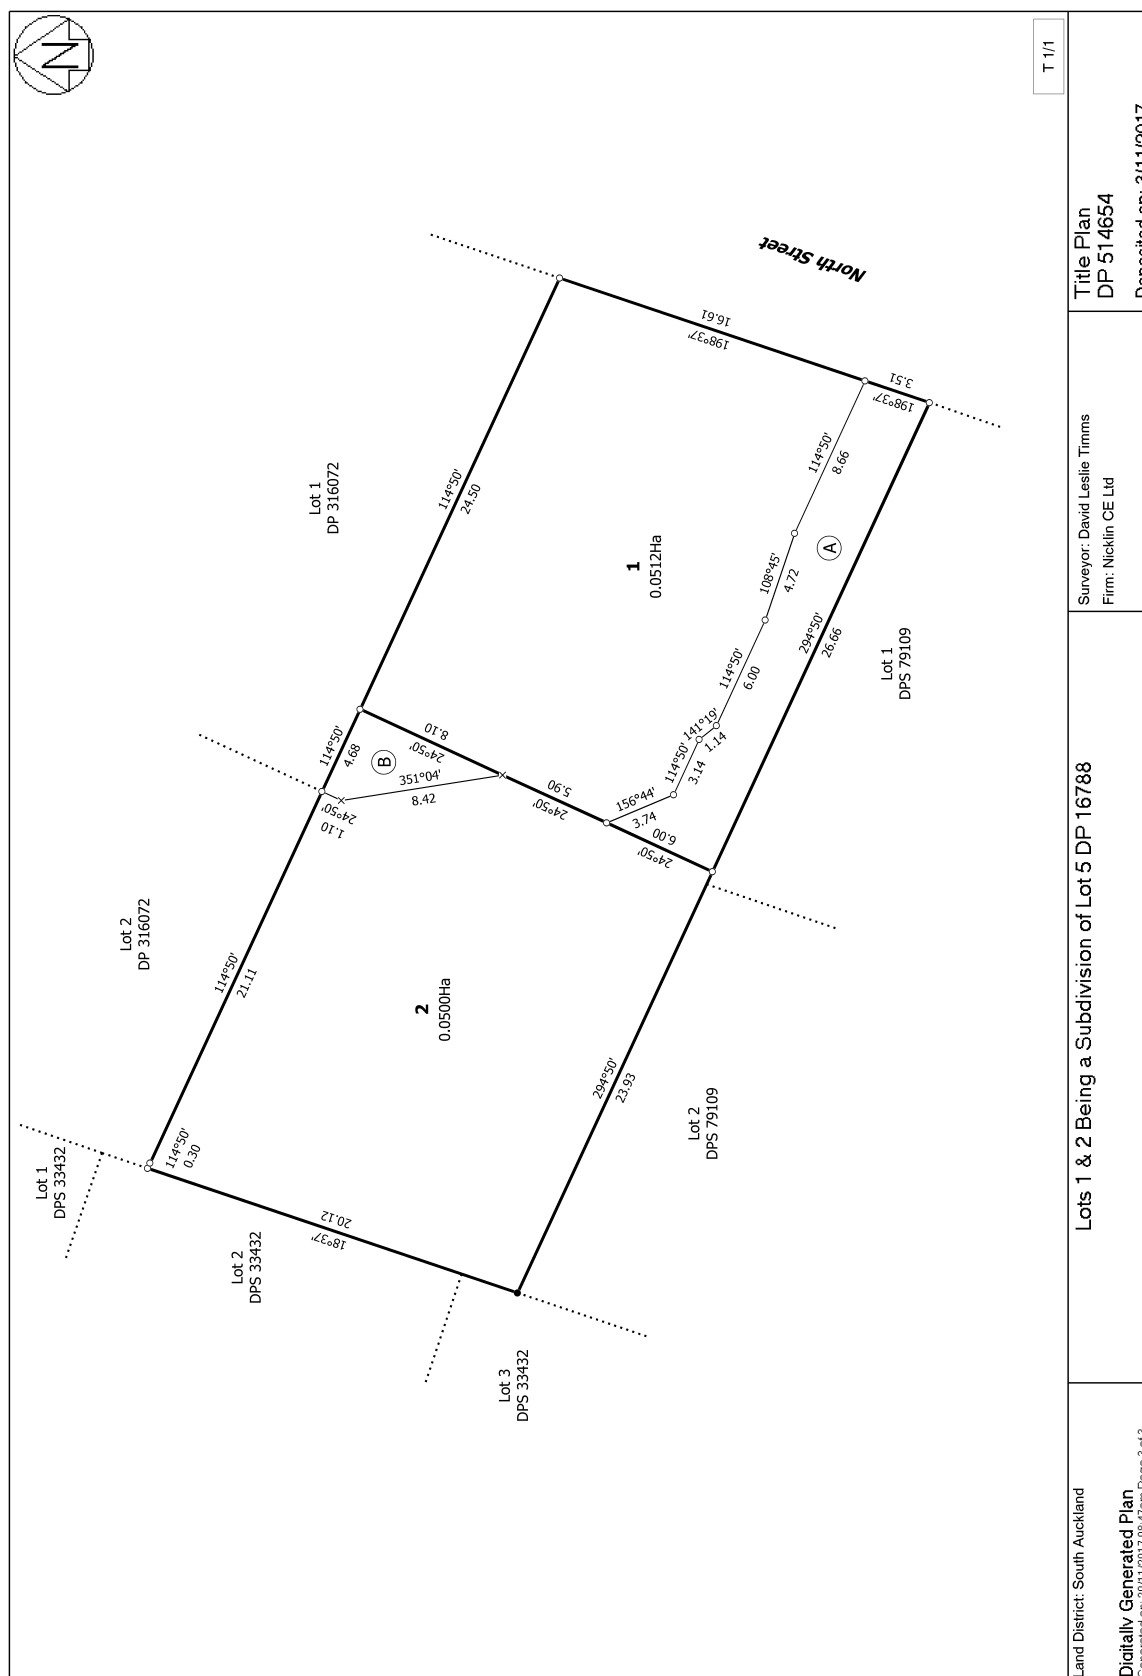 N
T 1/1
North Street
16.61
198°37'
3.51
198°37'
Lot 1
DP 316072
114°50'
24.50
1
0.0512Ha
114°50'
8.66
A
108°45'
4.72
114°50'
6.00
141°19'
1.14
114°50'
3.14
156°44'
3.74
294°50'
26.66
Lot 1
DPS 79109
114°50'
4.68
B
8.10
24°50'
351°04'
8.42
24°50'
1.10
5.90
24°50'
6.00
24°50'
Lot 2
DP 316072
114°50'
21.11
2
0.0500Ha
294°50'
23.93
Lot 2
DPS 79109
114°50'
0.30
Lot 1
DPS 33432
20.12
18°37'
Lot 2
DPS 33432
Lot 3
DPS 33432
Land District: South Auckland
Digitally Generated Plan
Lots 1 & 2 Being a Subdivision of Lot 5 DP 16788
Surveyor: David Leslie Timms
Firm: Nicklin CE Ltd
Title Plan
DP 514654
Deposited on: 3/11/2017